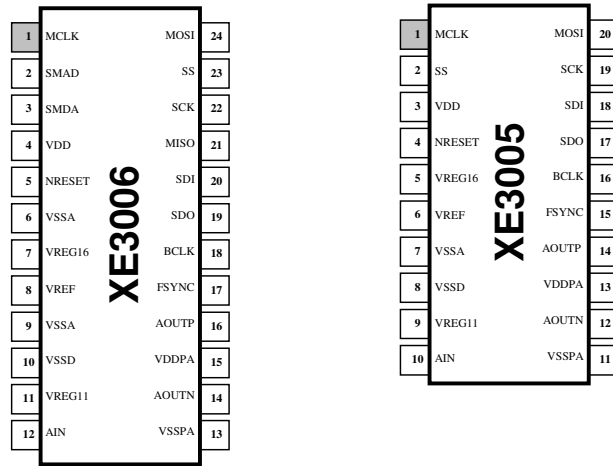 1 MCLK MOSI 24
2 SMAD SS 23
3 SMDA SCK 22
4 VDD MISO 21
5 NRESET SDI 20
6 VSSA SDO 19
7 VREG16 BCLK 18
8 VREF FSYNC 17
9 VSSA AOUTP 16
10 VSSD VDDPA 15
11 VREG11 AOUTN 14
12 AIN VSSPA 13
XE3006
1 MCLK MOSI 20
2 SS SCK 19
3 VDD SDI 18
4 NRESET SDO 17
5 VREG16 BCLK 16
6 VREF FSYNC 15
7 VSSA AOUTP 14
8 VSSD VDDPA 13
9 VREG11 AOUTN 12
10 AIN VSSPA 11
XE3005